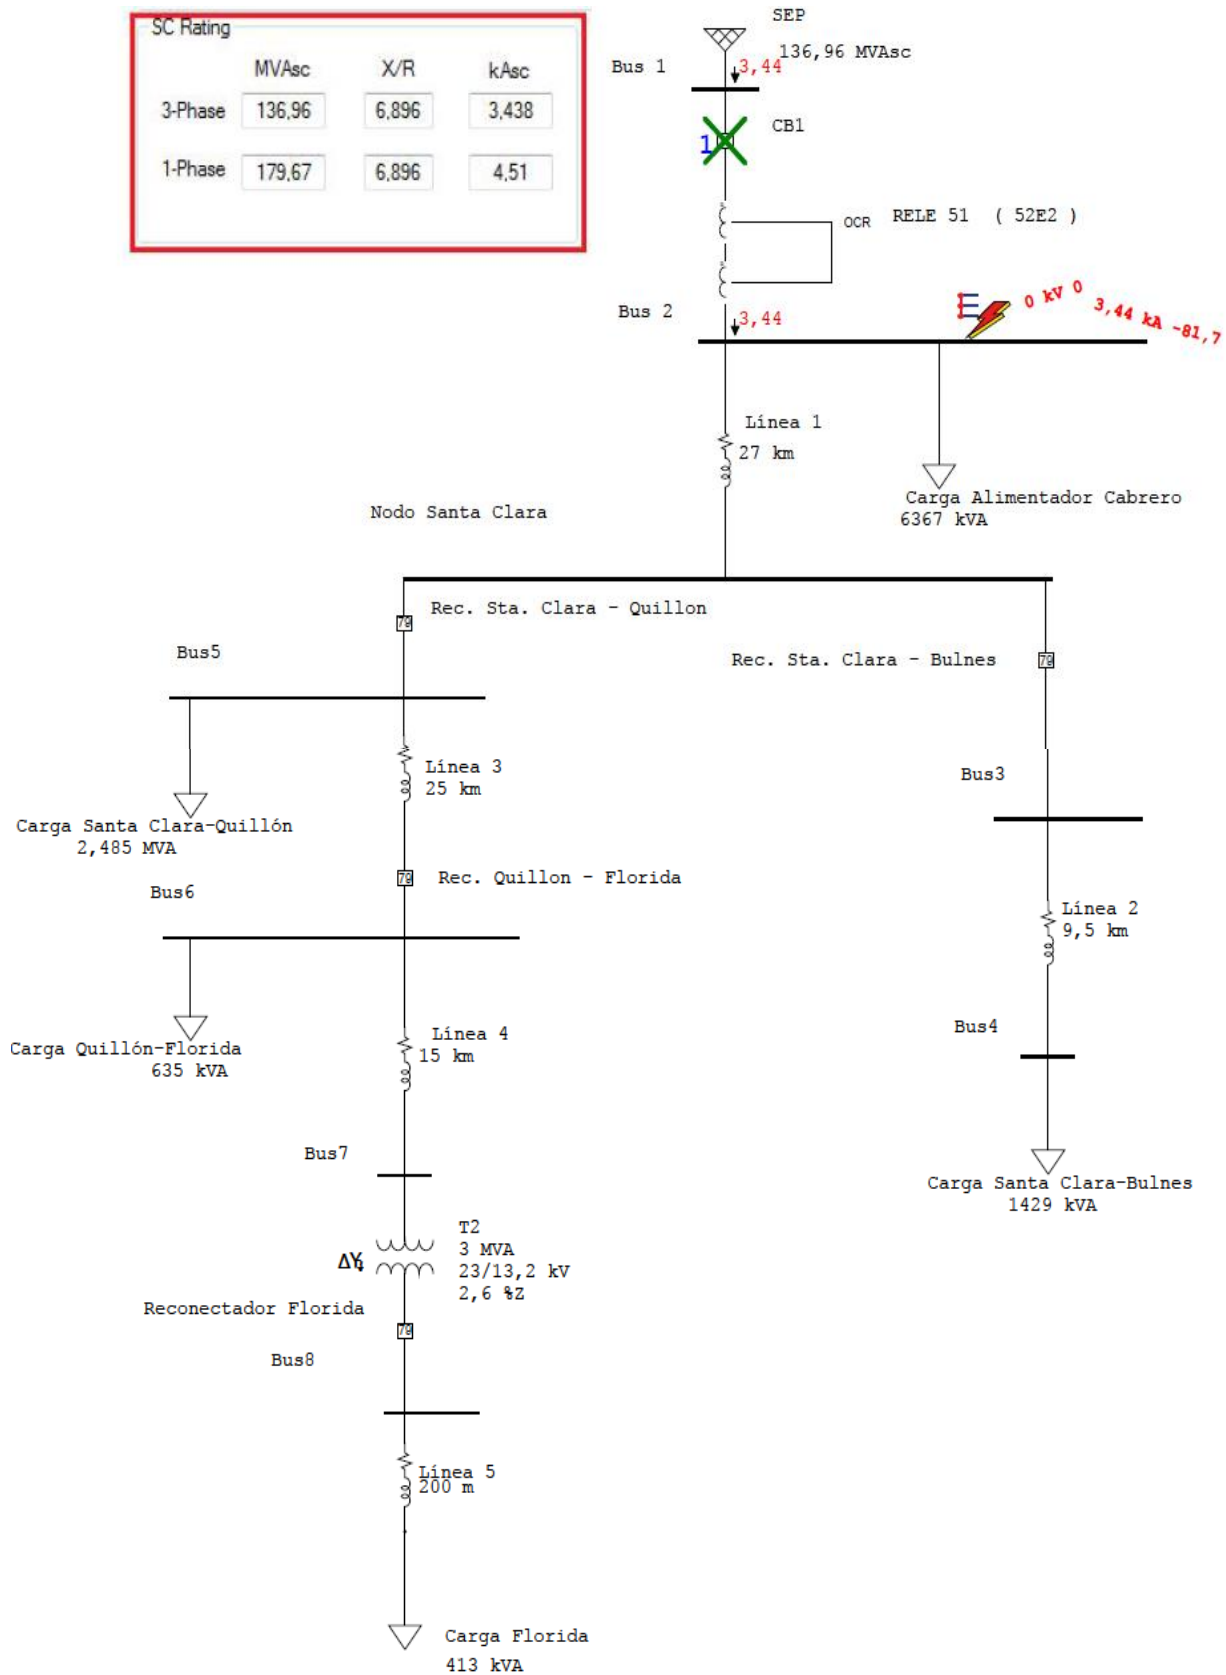 SC Rating
MVAsc X/R kAsc
3-Phase 136,96 6,896 3,438
1-Phase 179,67 6,896 4,51
SEP
136,96 MVAsc
Bus 1
3,44
CB1
1
OCR RELE 51 ( 52E2 )
Bus 2
3,44
0 kV 0
3,44 kA -81,7
Línea 1
27 km
Carga Alimentador Cabrero
6367 kVA
Nodo Santa Clara
79
Rec. Sta. Clara - Quillon
Rec. Sta. Clara - Bulnes
79
Bus5
Línea 3
25 km
Bus3
Carga Santa Clara-Quillón
2,485 MVA
79
Rec. Quillon - Florida
Bus6
Línea 2
9,5 km
Línea 4
15 km
Bus4
Carga Quillón-Florida
635 kVA
Bus7
Carga Santa Clara-Bulnes
1429 kVA
T2
3 MVA
23/13,2 kV
2,6 %Z
Reconectador Florida
79
Bus8
Línea 5
200 m
Carga Florida
413 kVA